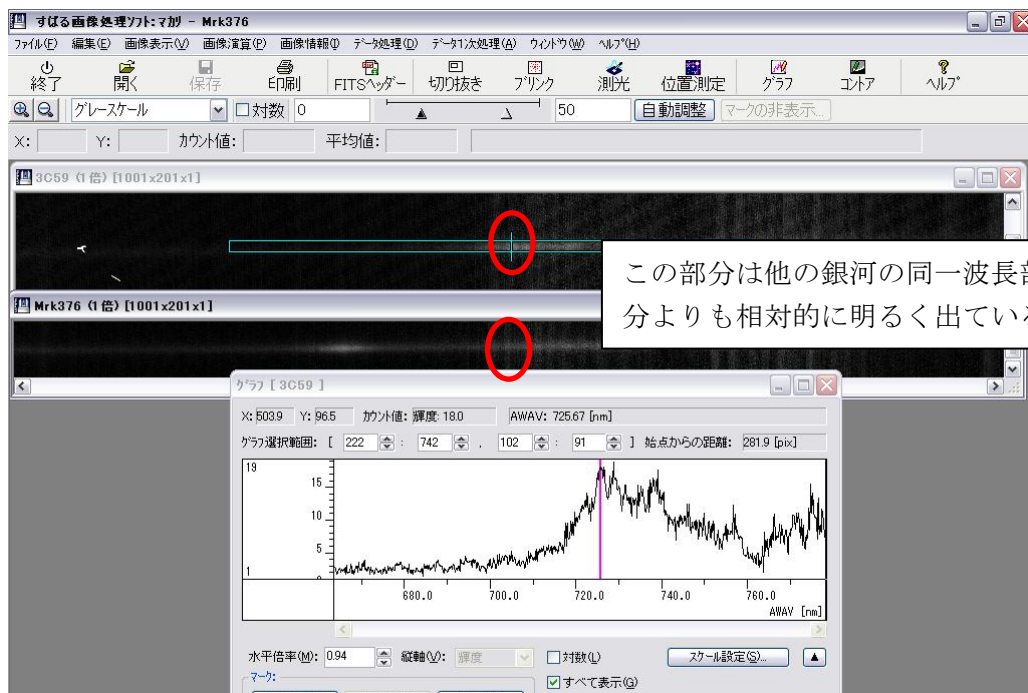 すばる画像処理ソフト:マカリ - Mrk376
ファイル(F) 編集(E) 画像表示(V) 画像演算(P) 画像情報(I) データ処理(D) データ1次処理(A) ウィンドウ(W) ヘルプ(H)
終了 開く 保存 印刷 FITSヘッダー 切り抜き ブリンク 測光 位置測定 グラフ コントア ヘルプ
グレースケール 対数 0 50 自動調整 マークの非表示...
X: Y: カウント値: 平均値:
3C59 (1倍) [1001x201x1]
この部分は他の銀河の同一波長部
分よりも相対的に明るく出ている
Mrk376 (1倍) [1001x201x1]
グラフ [ 3C59 ]
X: 503.9 Y: 96.5 カウント値: 輝度: 18.0 AWAV: 725.67 [nm]
グラフ選択範囲: [ 222 : 742 , 102 : 91 ] 始点からの距離: 281.9 [pix]
19
15
10
5
1 0
680.0 700.0 720.0 740.0 760.0
AWAV [nm]
水平倍率(M): 0.94 縦軸(V): 輝度 対数(L) スケール設定(S)... ▲
マーク: すべて表示(G)